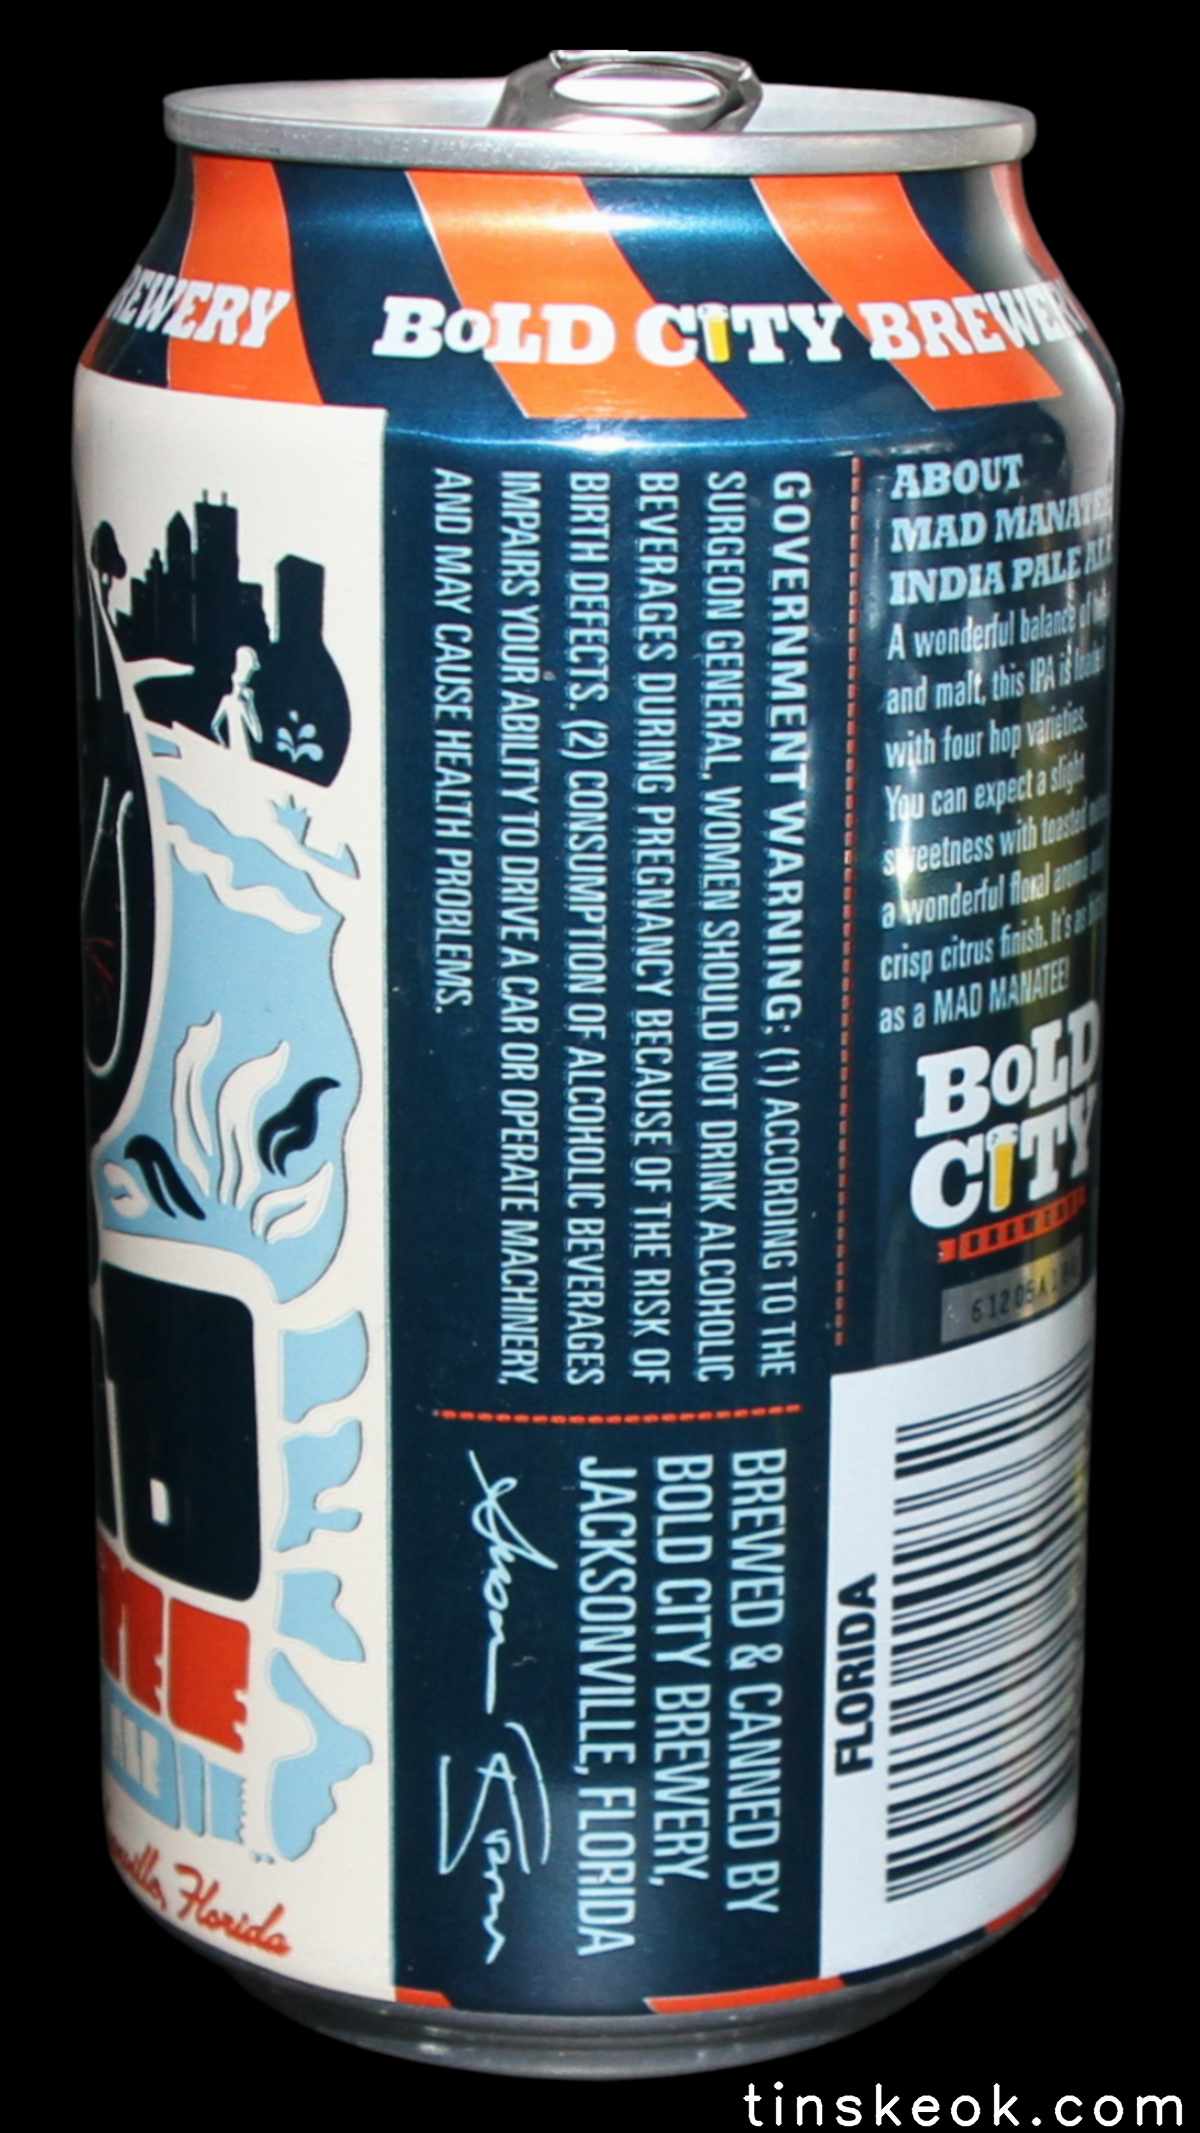 BREWERY
BOLD CITY BREWERY
ABOUT
MAD MANATEE
INDIA PALE ALE
A wonderful balance of
and malt, this IPA is loaded
with four hop varieties.
You can expect a slight
sweetness with toasted
a wonderful floral aroma
crisp citrus finish. It's as
as a MAD MANATEE!
BOLD
CITY
BREWERY
GOVERNMENT WARNING: (1) ACCORDING TO THE
SURGEON GENERAL, WOMEN SHOULD NOT DRINK ALCOHOLIC
BEVERAGES DURING PREGNANCY BECAUSE OF THE RISK OF
BIRTH DEFECTS. (2) CONSUMPTION OF ALCOHOLIC BEVERAGES
IMPAIRS YOUR ABILITY TO DRIVE A CAR OR OPERATE MACHINERY,
AND MAY CAUSE HEALTH PROBLEMS.
BREWED & CANNED BY
BOLD CITY BREWERY,
JACKSONVILLE, FLORIDA
FLORIDA
ALE
Florida
tinskeok.com